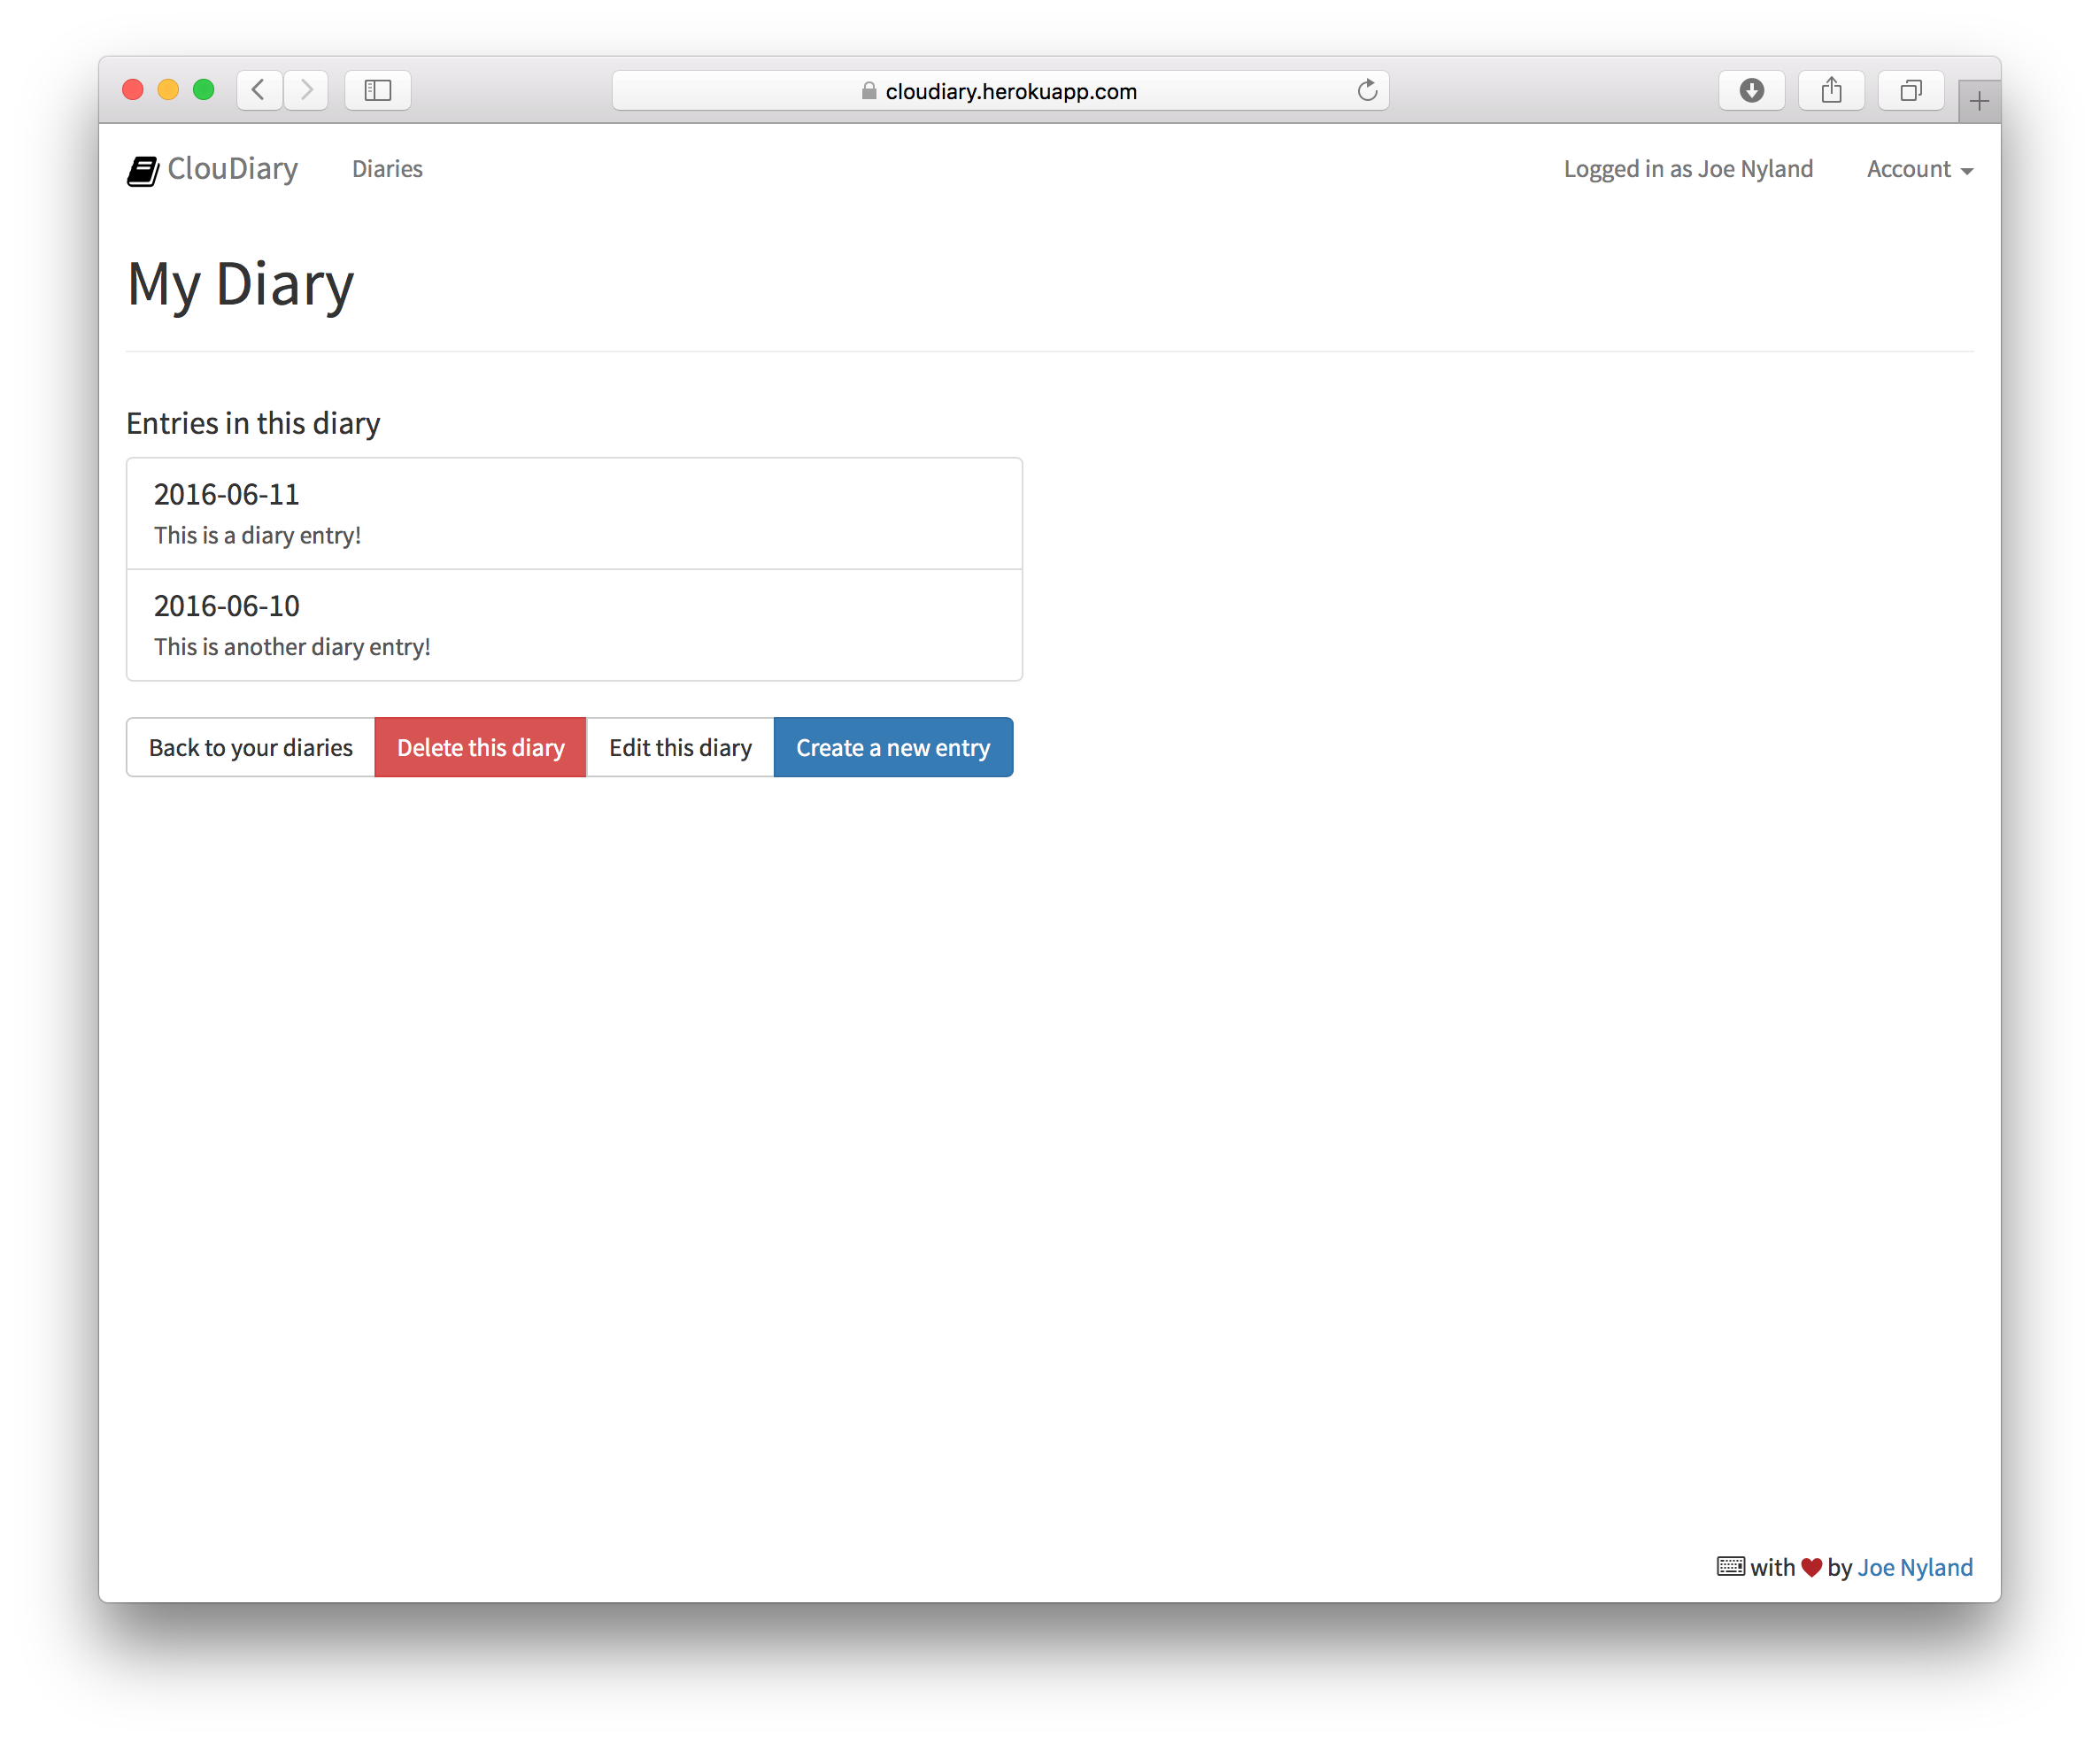 cloudiary.herokuapp.com
ClouDiary Diaries Logged in as Joe Nyland Account
My Diary
Entries in this diary
2016-06-11
This is a diary entry!
2016-06-10
This is another diary entry!
Back to your diaries Delete this diary Edit this diary Create a new entry
with by Joe Nyland